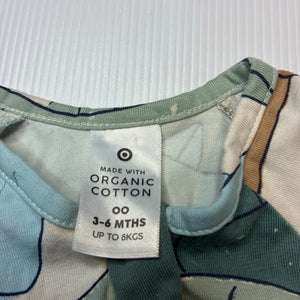 MADE WITH
ORGANIC
COTTON
00
3-6 MTHS
UP TO 8KGS